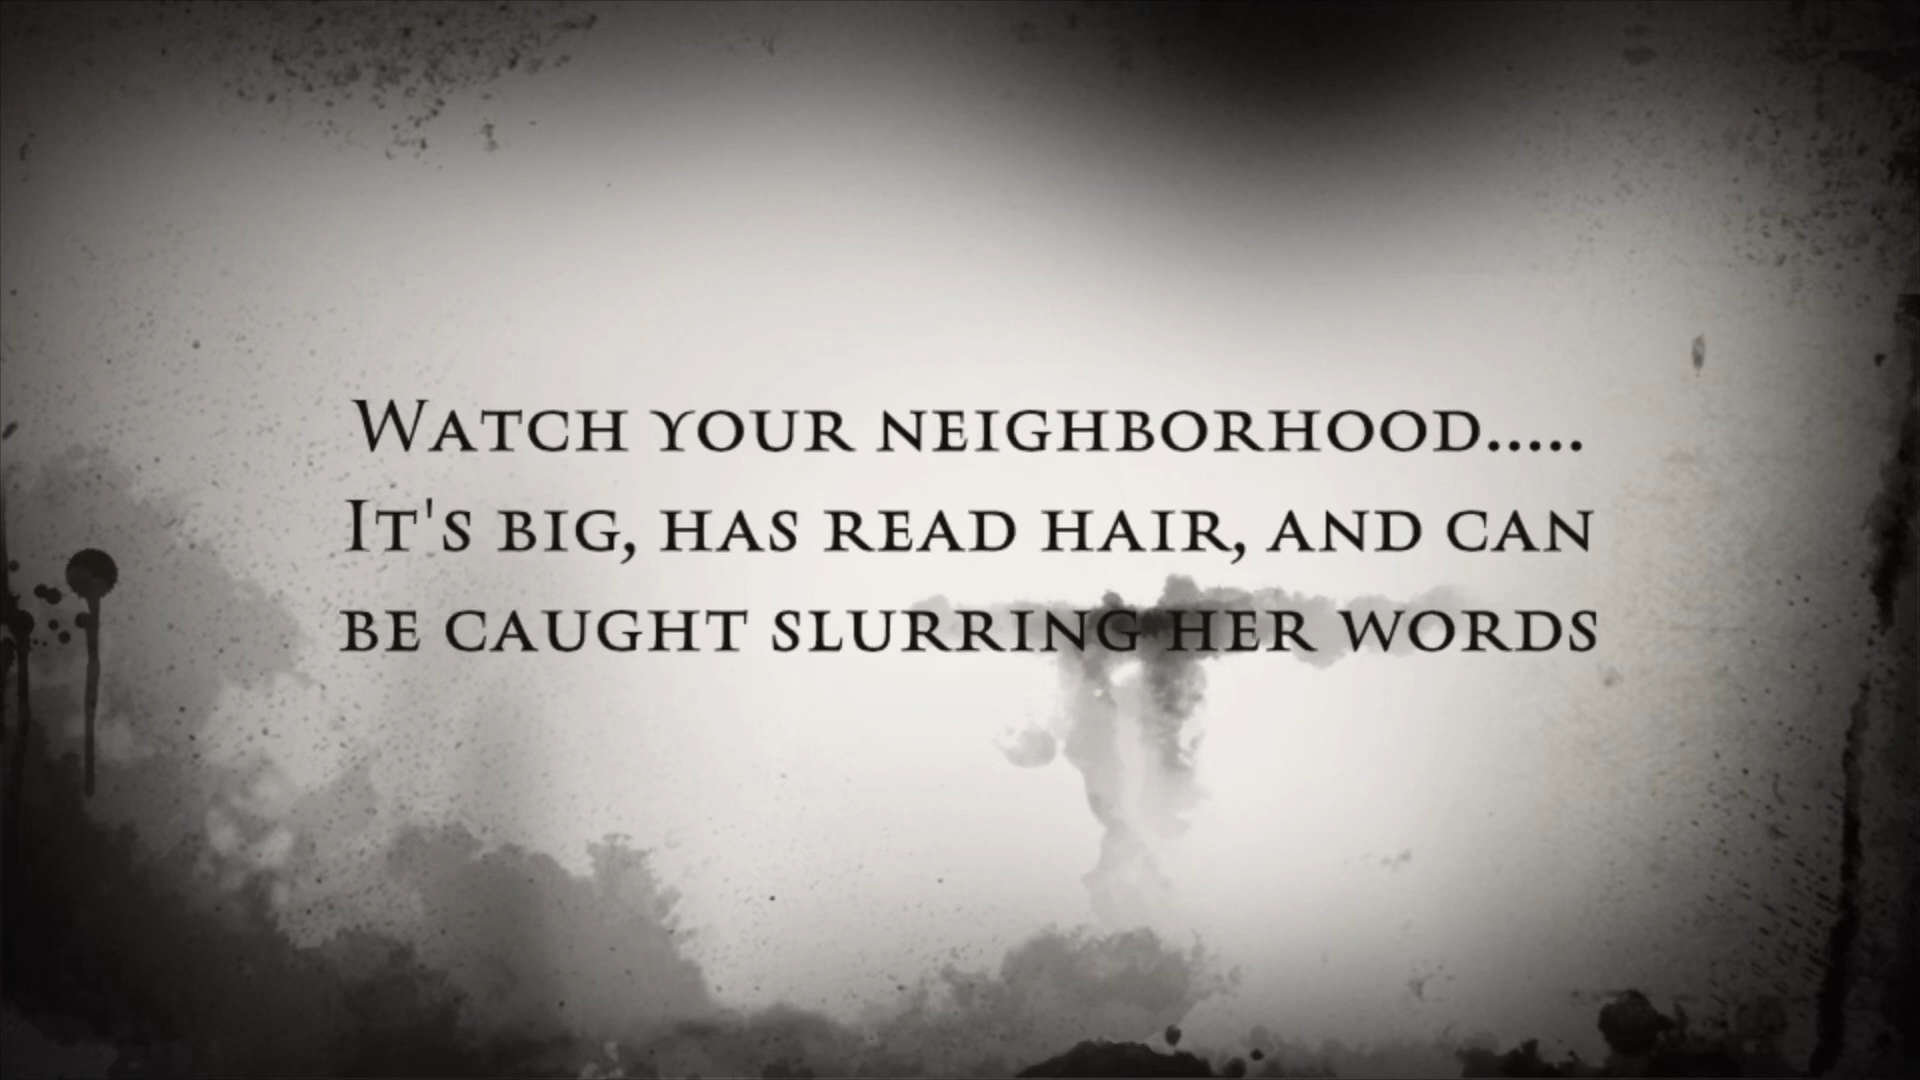 Watch your neighborhood.....
It's big, has read hair, and can
be caught slurring her words